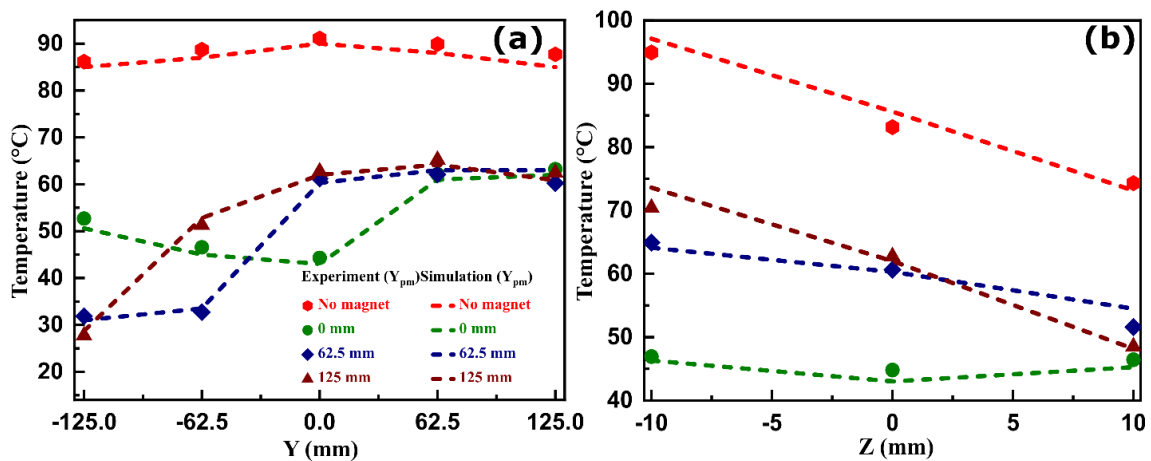 (a)
Temperature (°C)
90
80
70
60
50
40
30
20
-125.0 -62.5 0.0 62.5 125.0
Y (mm)
Experiment (Ypm) Simulation (Ypm)
No magnet No magnet
0 mm 0 mm
62.5 mm 62.5 mm
125 mm 125 mm
(b)
Temperature (°C)
100
90
80
70
60
50
40
-10 -5 0 5 10
Z (mm)